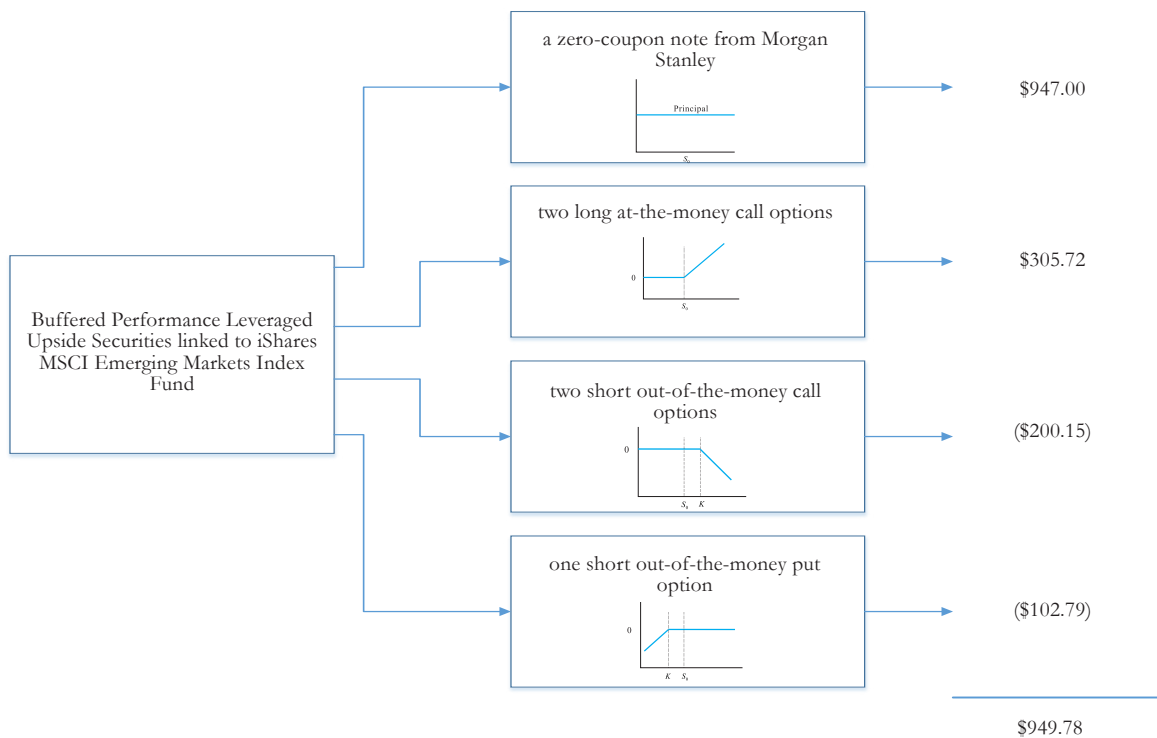 a zero-coupon note from Morgan
Stanley
Principal
S₀
$947.00
two long at-the-money call options
0
S₀
$305.72
Buffered Performance Leveraged
Upside Securities linked to iShares
MSCI Emerging Markets Index
Fund
two short out-of-the-money call
options
0
S₀ K
($200.15)
one short out-of-the-money put
option
0
K S₀
($102.79)
$949.78